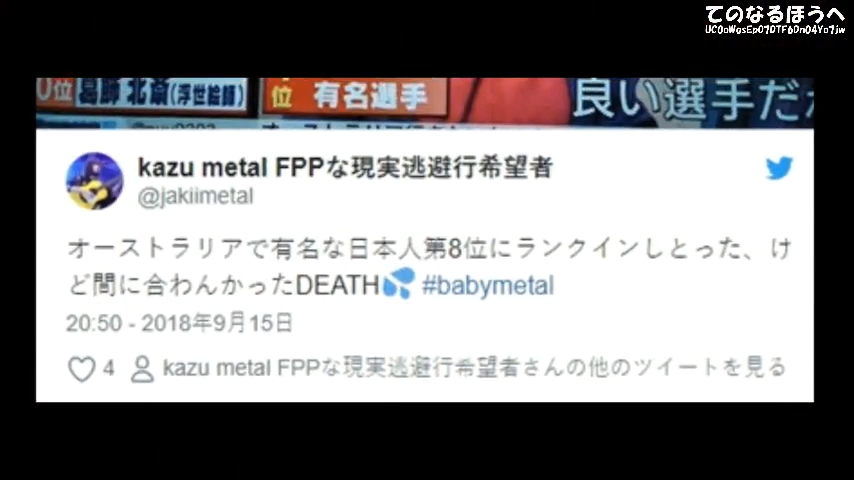 てのなるほうへ
UC0oWgsEp070TFbDn04Yo7jw
0位 葛飾 北斎(浮世絵師)
位 有名選手
良い選手だが
kazu metal FPPな現実逃避行希望者
@jakiimetal
オーストラリアで有名な日本人第8位にランクインしとった、け
ど間に合わんかったDEATH💦 #babymetal
20:50 - 2018年9月15日
4 kazu metal FPPな現実逃避行希望者さんの他のツイートを見る